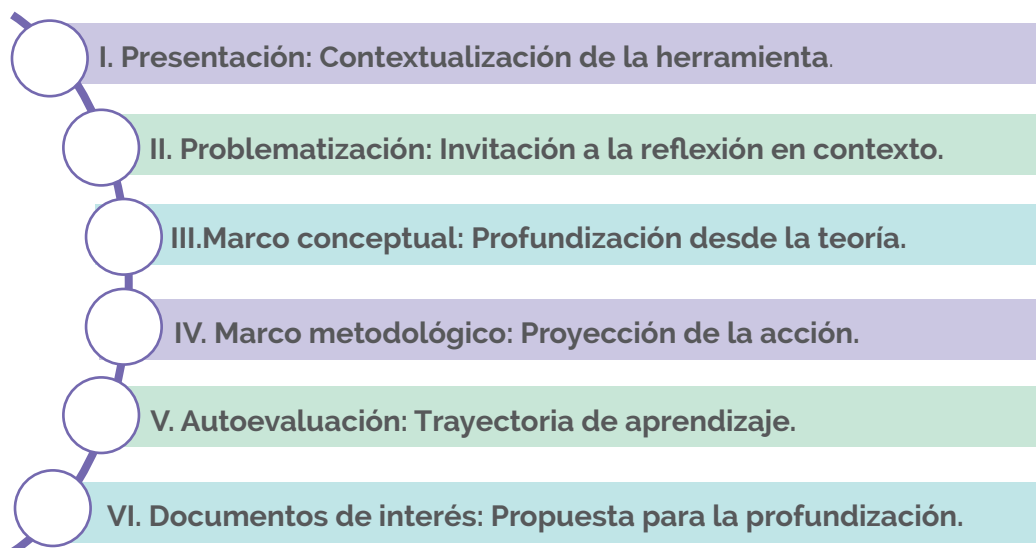 I. Presentación: Contextualización de la herramienta.
II. Problematización: Invitación a la reflexión en contexto.
III.Marco conceptual: Profundización desde la teoría.
IV. Marco metodológico: Proyección de la acción.
V. Autoevaluación: Trayectoria de aprendizaje.
VI. Documentos de interés: Propuesta para la profundización.